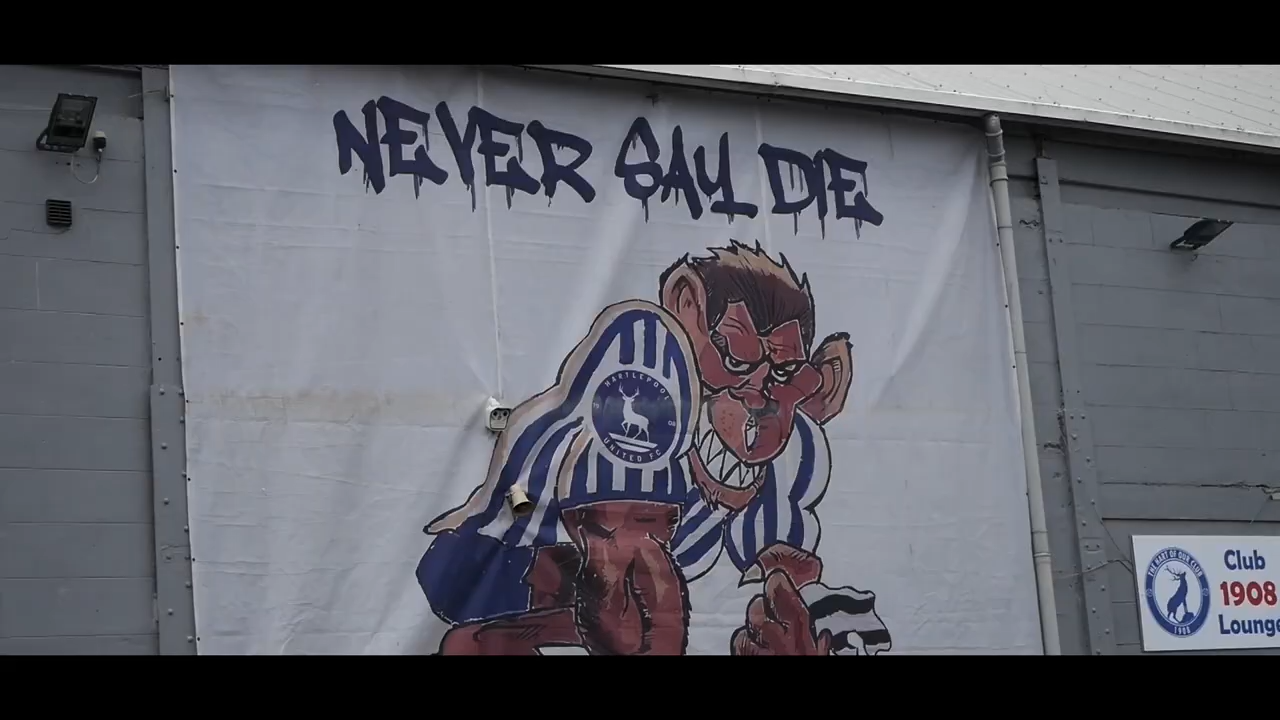 NEVER SAY DIE
HARTLEPOOL
UNITED FC
THE HART OF OUR CLUB
1908
Club
1908
Lounge